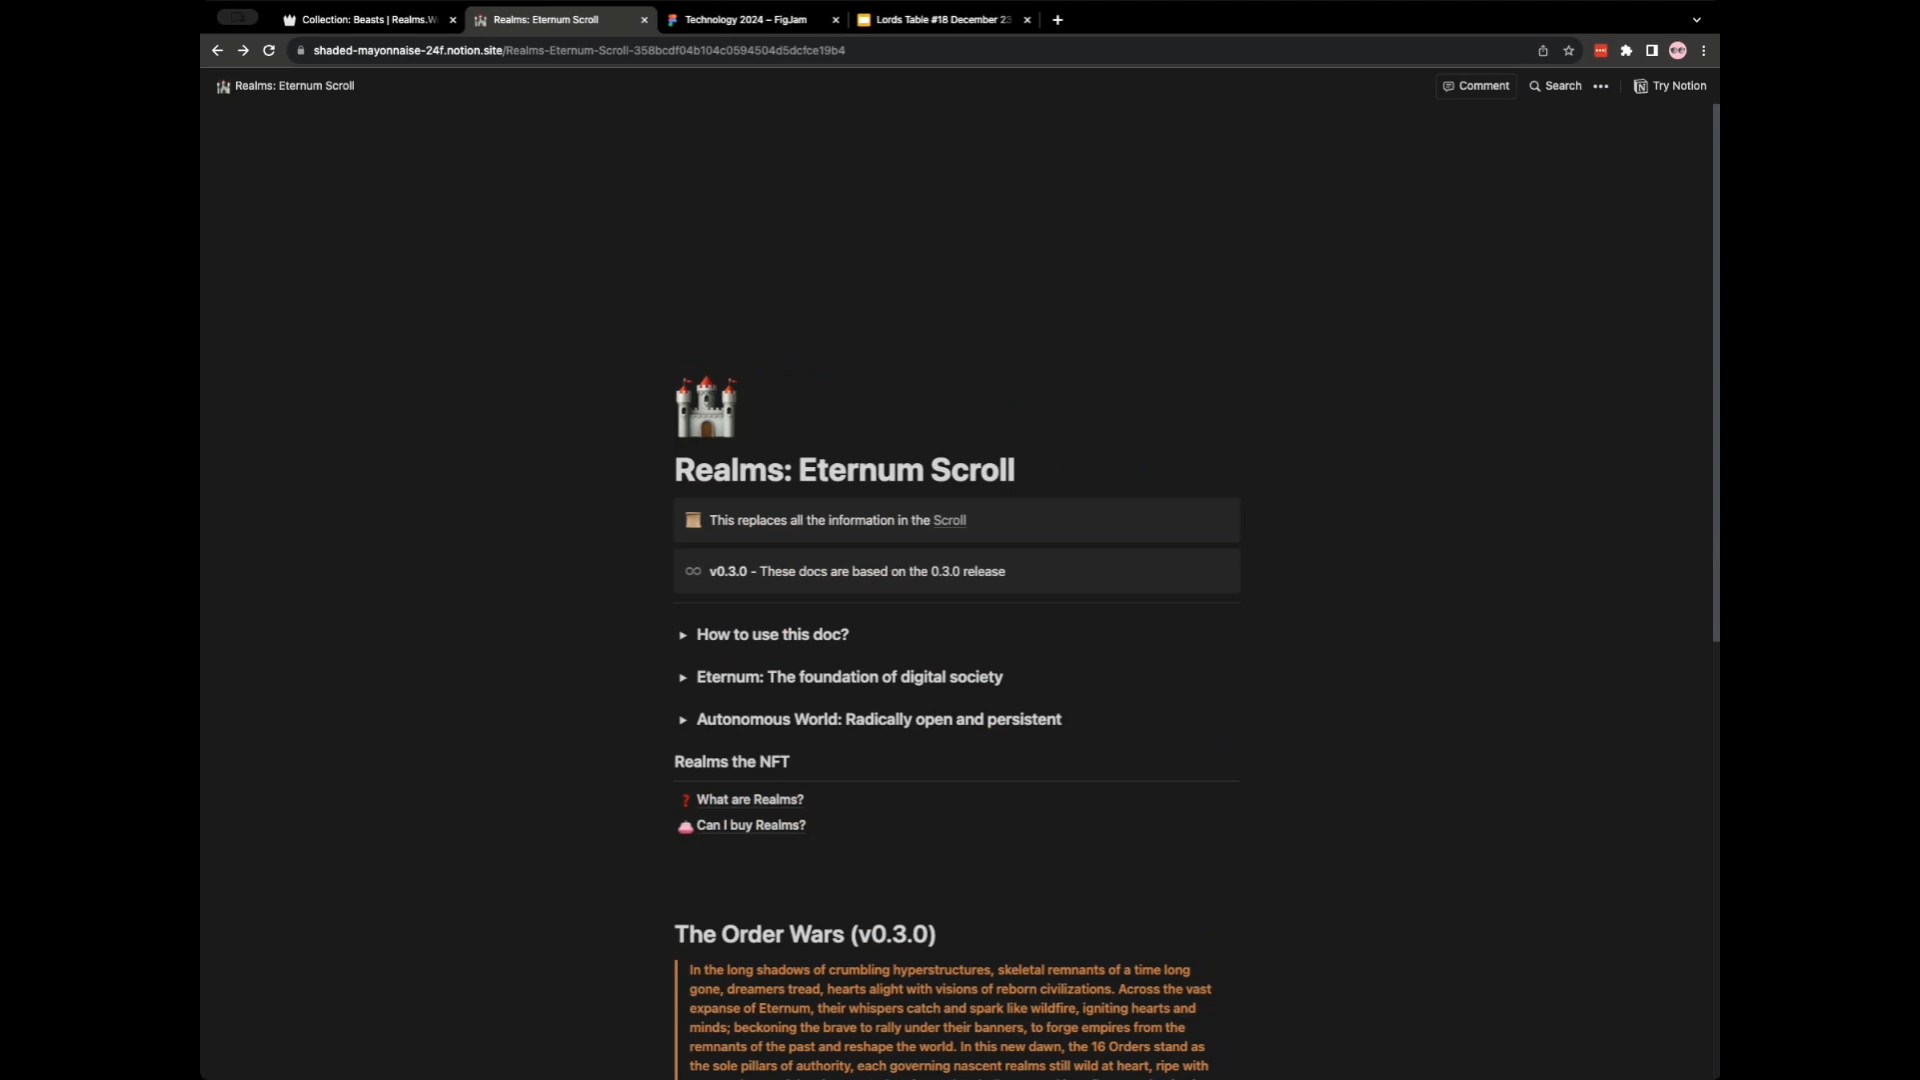 Collection: Beasts | Realms.W
Realms: Eternum Scroll
Technology 2024 – FigJam
Lords Table #18 December 23
shaded-mayonnaise-24f.notion.site/Realms-Eternum-Scroll-358bcdf04b104c0594504d5dcfce19b4
Realms: Eternum Scroll
Comment
Search
Try Notion
Realms: Eternum Scroll
This replaces all the information in the Scroll
v0.3.0 - These docs are based on the 0.3.0 release
How to use this doc?
Eternum: The foundation of digital society
Autonomous World: Radically open and persistent
Realms the NFT
What are Realms?
Can I buy Realms?
The Order Wars (v0.3.0)
In the long shadows of crumbling hyperstructures, skeletal remnants of a time long
gone, dreamers tread, hearts alight with visions of reborn civilizations. Across the vast
expanse of Eternum, their whispers catch and spark like wildfire, igniting hearts and
minds; beckoning the brave to rally under their banners, to forge empires from the
remnants of the past and reshape the world. In this new dawn, the 16 Orders stand as
the sole pillars of authority, each governing nascent realms still wild at heart, ripe with